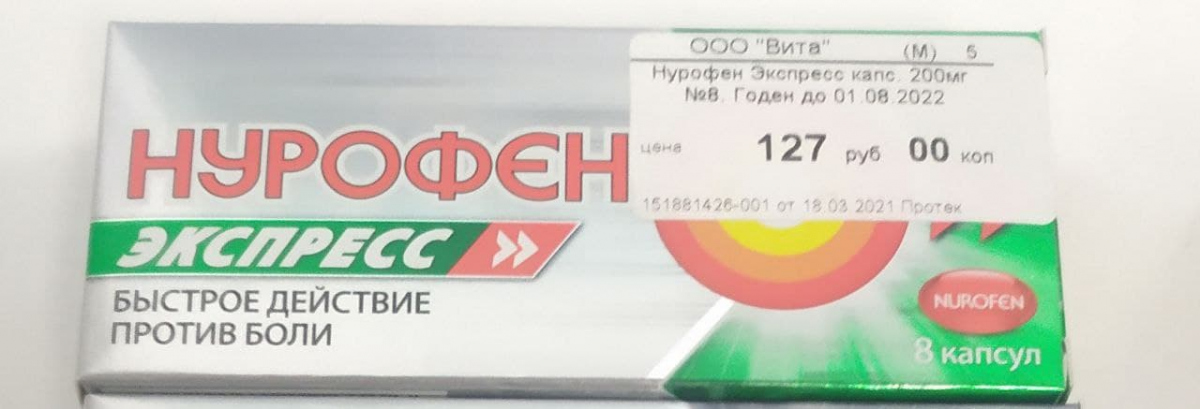 ООО "Вита" (М) 5
Нурофен Экспресс капс. 200мг
№8. Годен до 01.08.2022
цена 127 руб 00 коп
151881426-001 от 18.03.2021 Протек
НУРОФЕН
ЭКСПРЕСС
БЫСТРОЕ ДЕЙСТВИЕ
ПРОТИВ БОЛИ
NUROFEN
8 капсул